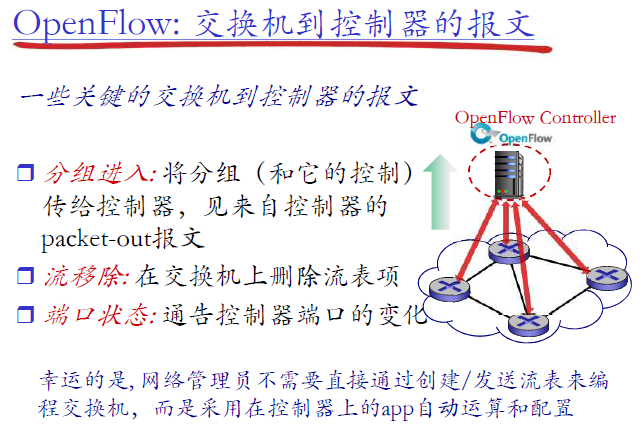 OpenFlow: 交换机到控制器的报文
一些关键的交换机到控制器的报文
OpenFlow Controller
OpenFlow
分组进入: 将分组（和它的控制）
传给控制器，见来自控制器的
packet-out报文
流移除: 在交换机上删除流表项
端口状态: 通告控制器端口的变化
幸运的是, 网络管理员不需要直接通过创建/发送流表来编
程交换机，而是采用在控制器上的app自动运算和配置